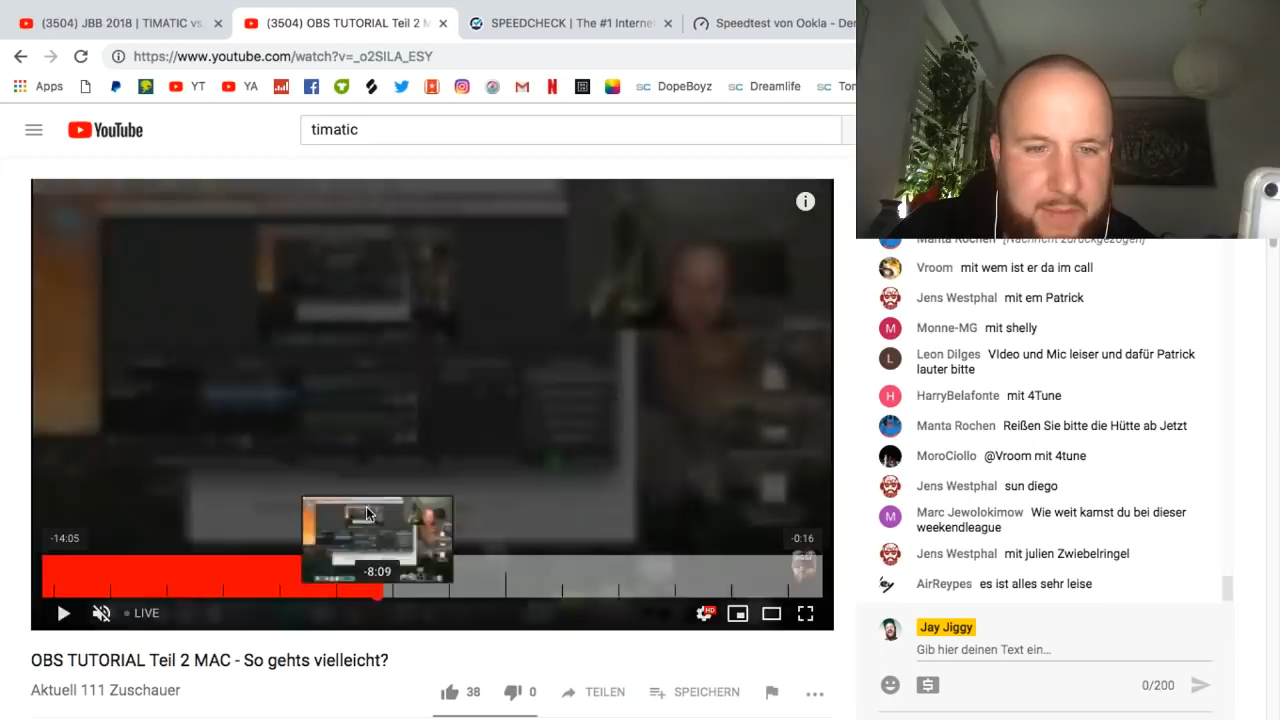 (3504) JBB 2018 | TIMATIC vs.
(3504) OBS TUTORIAL Teil 2 M
SPEEDCHECK | The #1 Interne
Speedtest von Ookla - De
https://www.youtube.com/watch?v=_o2SILA_ESY
Apps
YT
YA
DopeBoyz
Dreamlife
YouTube
timatic
-14:05
-0:16
-8:09
LIVE
HD
OBS TUTORIAL Teil 2 MAC - So gehts vielleicht?
Aktuell 111 Zuschauer
38
0
TEILEN
SPEICHERN
Manta Rochen [Nachricht zurückgezogen]
Vroom mit wem ist er da im call
Jens Westphal mit em Patrick
M Monne-MG mit shelly
L Leon Dilges VIdeo und Mic leiser und dafür Patrick
lauter bitte
H HarryBelafonte mit 4Tune
Manta Rochen Reißen Sie bitte die Hütte ab Jetzt
MoroCiollo @Vroom mit 4tune
Jens Westphal sun diego
M Marc Jewolokimow Wie weit kamst du bei dieser
weekendleague
Jens Westphal mit julien Zwiebelringel
AirReypes es ist alles sehr leise
Jay Jiggy
Gib hier deinen Text ein...
0/200